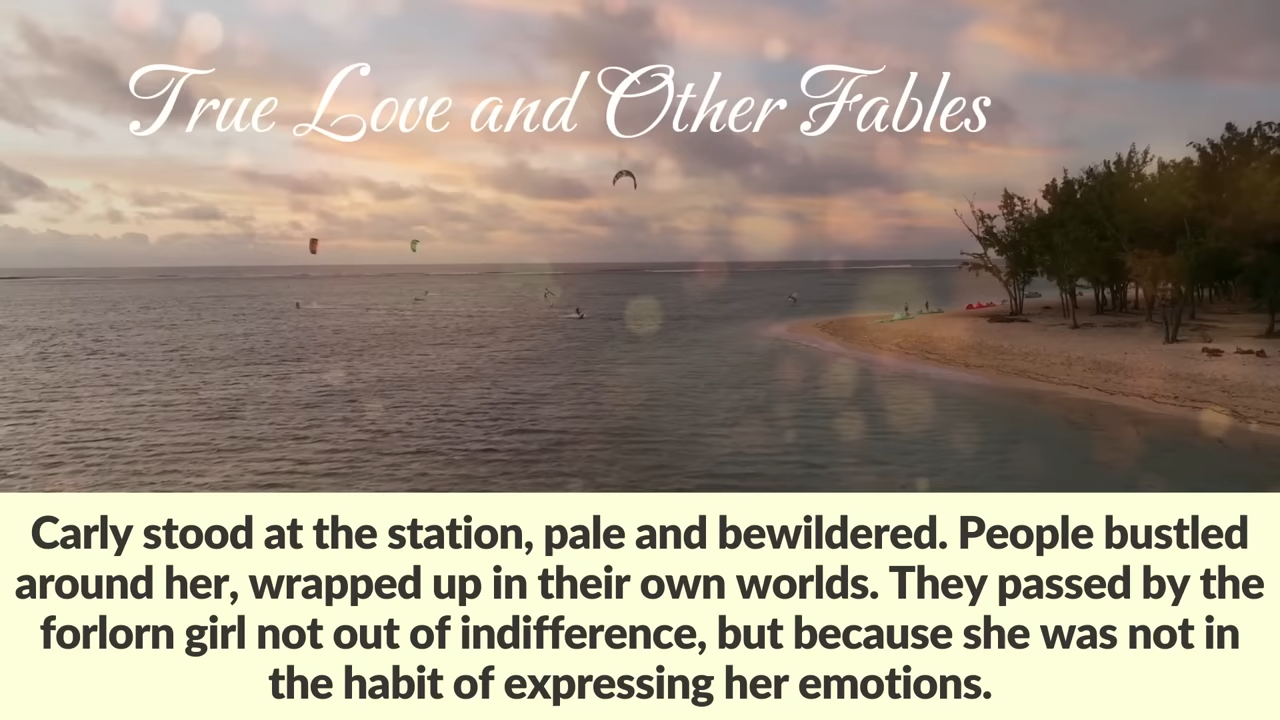 True Love and Other Fables
Carly stood at the station, pale and bewildered. People bustled
around her, wrapped up in their own worlds. They passed by the
forlorn girl not out of indifference, but because she was not in
the habit of expressing her emotions.